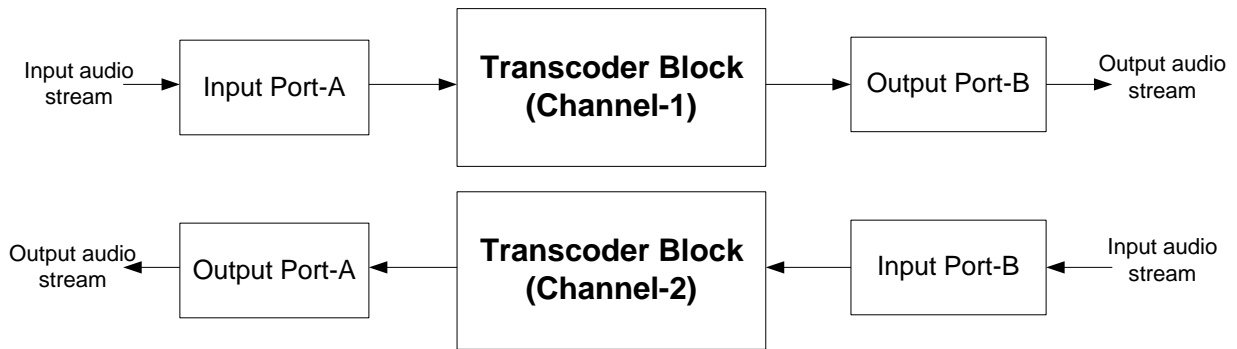 Input audio
stream
Input Port-A
Transcoder Block
(Channel-1)
Output Port-B
Output audio
stream
Output audio
stream
Output Port-A
Transcoder Block
(Channel-2)
Input Port-B
Input audio
stream